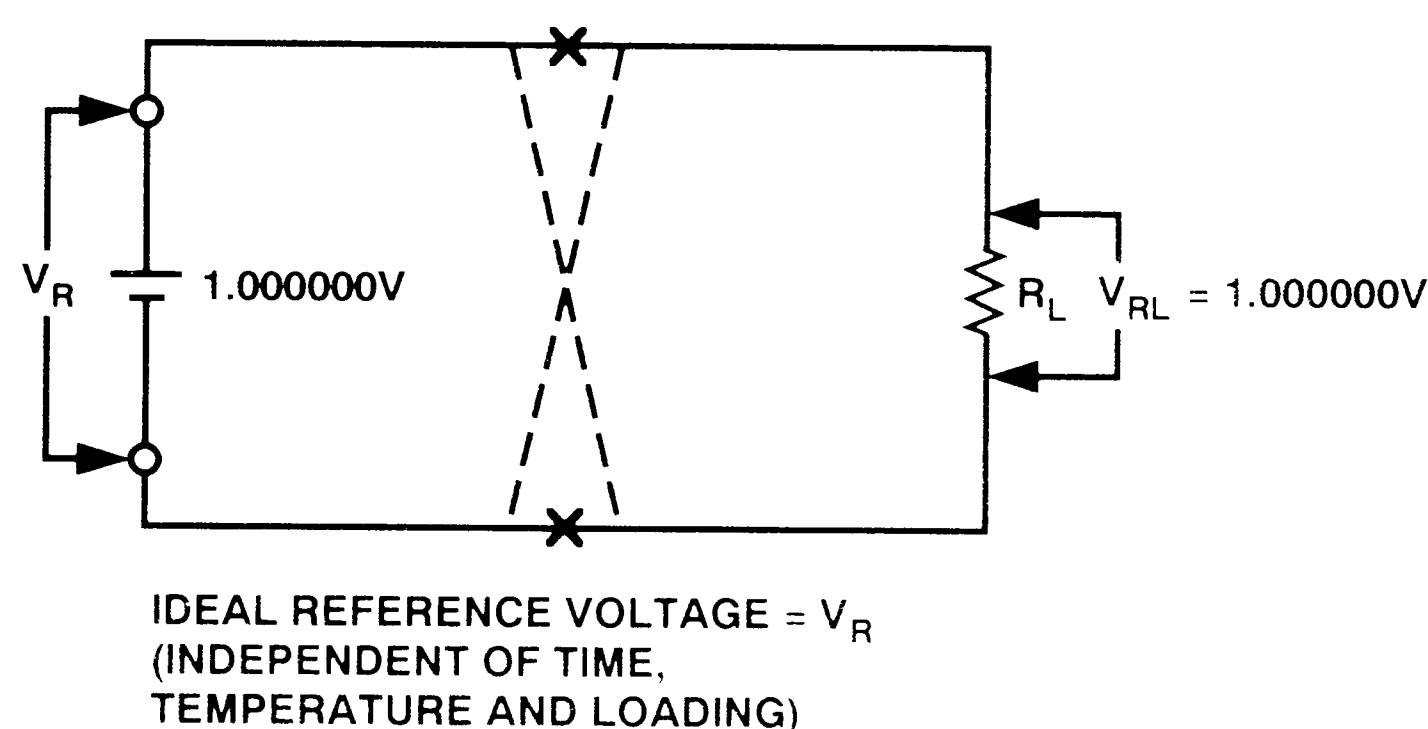 V_R
1.000000V
R_L
V_RL = 1.000000V
IDEAL REFERENCE VOLTAGE = V_R
(INDEPENDENT OF TIME,
TEMPERATURE AND LOADING)